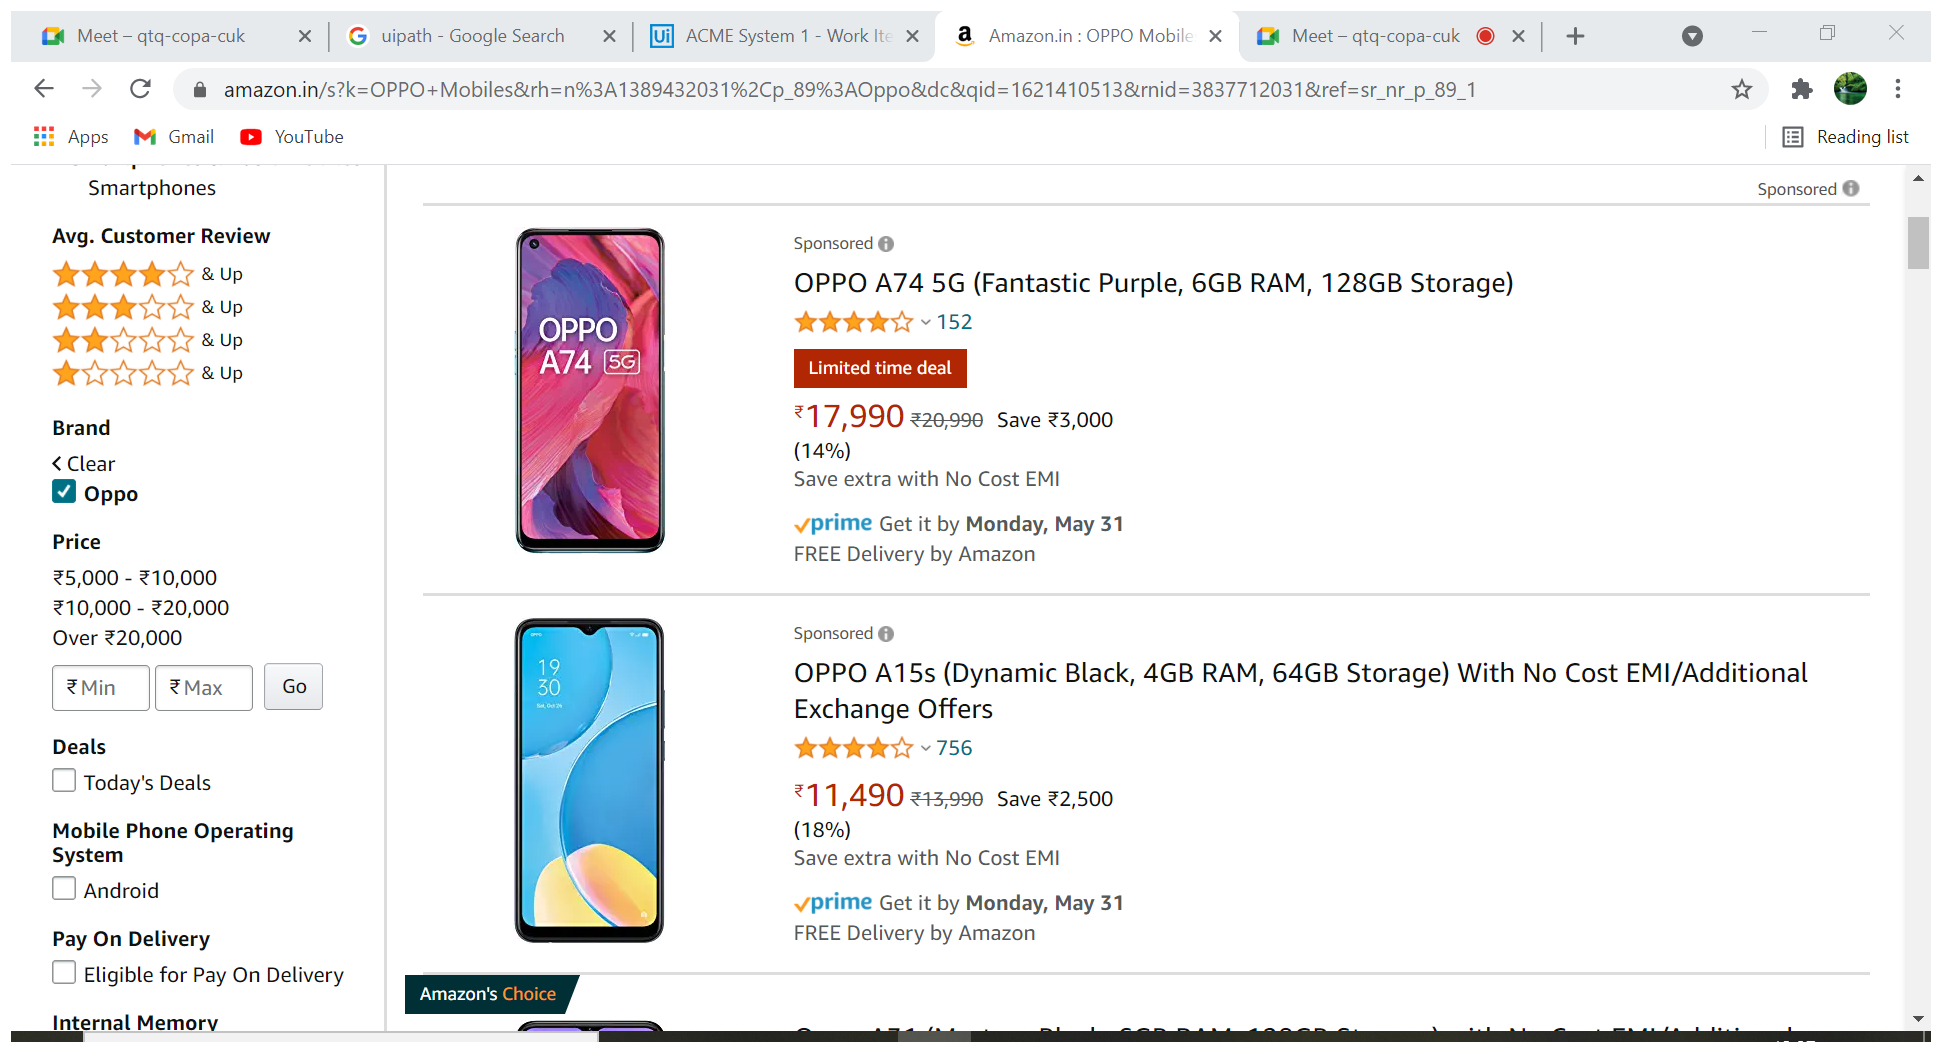 Meet – qtq-copa-cuk
uipath - Google Search
Ui ACME System 1 - Work Ite
a Amazon.in : OPPO Mobile
Meet – qtq-copa-cuk
amazon.in/s?k=OPPO+Mobiles&rh=n%3A1389432031%2Cp_89%3AOppo&dc&qid=1621410513&rnid=3837712031&ref=sr_nr_p_89_1
Apps Gmail YouTube Reading list
Smartphones
Avg. Customer Review
& Up
& Up
& Up
& Up
Brand
Clear
Oppo
Price
₹5,000 - ₹10,000
₹10,000 - ₹20,000
Over ₹20,000
₹ Min ₹ Max Go
Deals
Today's Deals
Mobile Phone Operating
System
Android
Pay On Delivery
Eligible for Pay On Delivery
Internal Memory
Sponsored
OPPO
A74 5G
Sponsored
OPPO A74 5G (Fantastic Purple, 6GB RAM, 128GB Storage)
152
Limited time deal
₹17,990 ₹20,990 Save ₹3,000
(14%)
Save extra with No Cost EMI
prime Get it by Monday, May 31
FREE Delivery by Amazon
19
30
Sponsored
OPPO A15s (Dynamic Black, 4GB RAM, 64GB Storage) With No Cost EMI/Additional
Exchange Offers
756
₹11,490 ₹13,990 Save ₹2,500
(18%)
Save extra with No Cost EMI
prime Get it by Monday, May 31
FREE Delivery by Amazon
Amazon's Choice